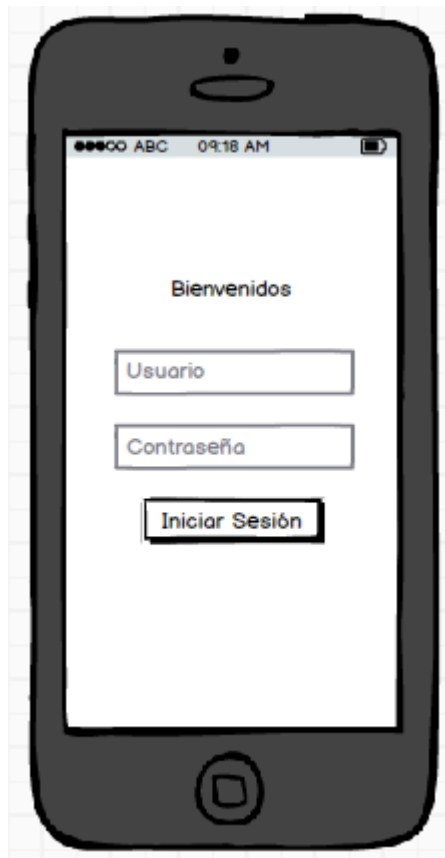 ABC 09:18 AM
Bienvenidos
Usuario
Contraseña
Iniciar Sesión